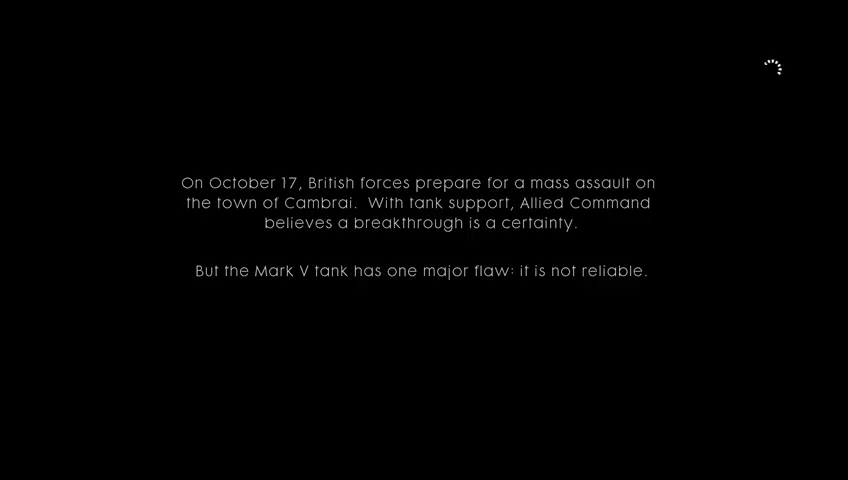 On October 17, British forces prepare for a mass assault on
the town of Cambrai. With tank support, Allied Command
believes a breakthrough is a certainty.
But the Mark V tank has one major flaw: it is not reliable.